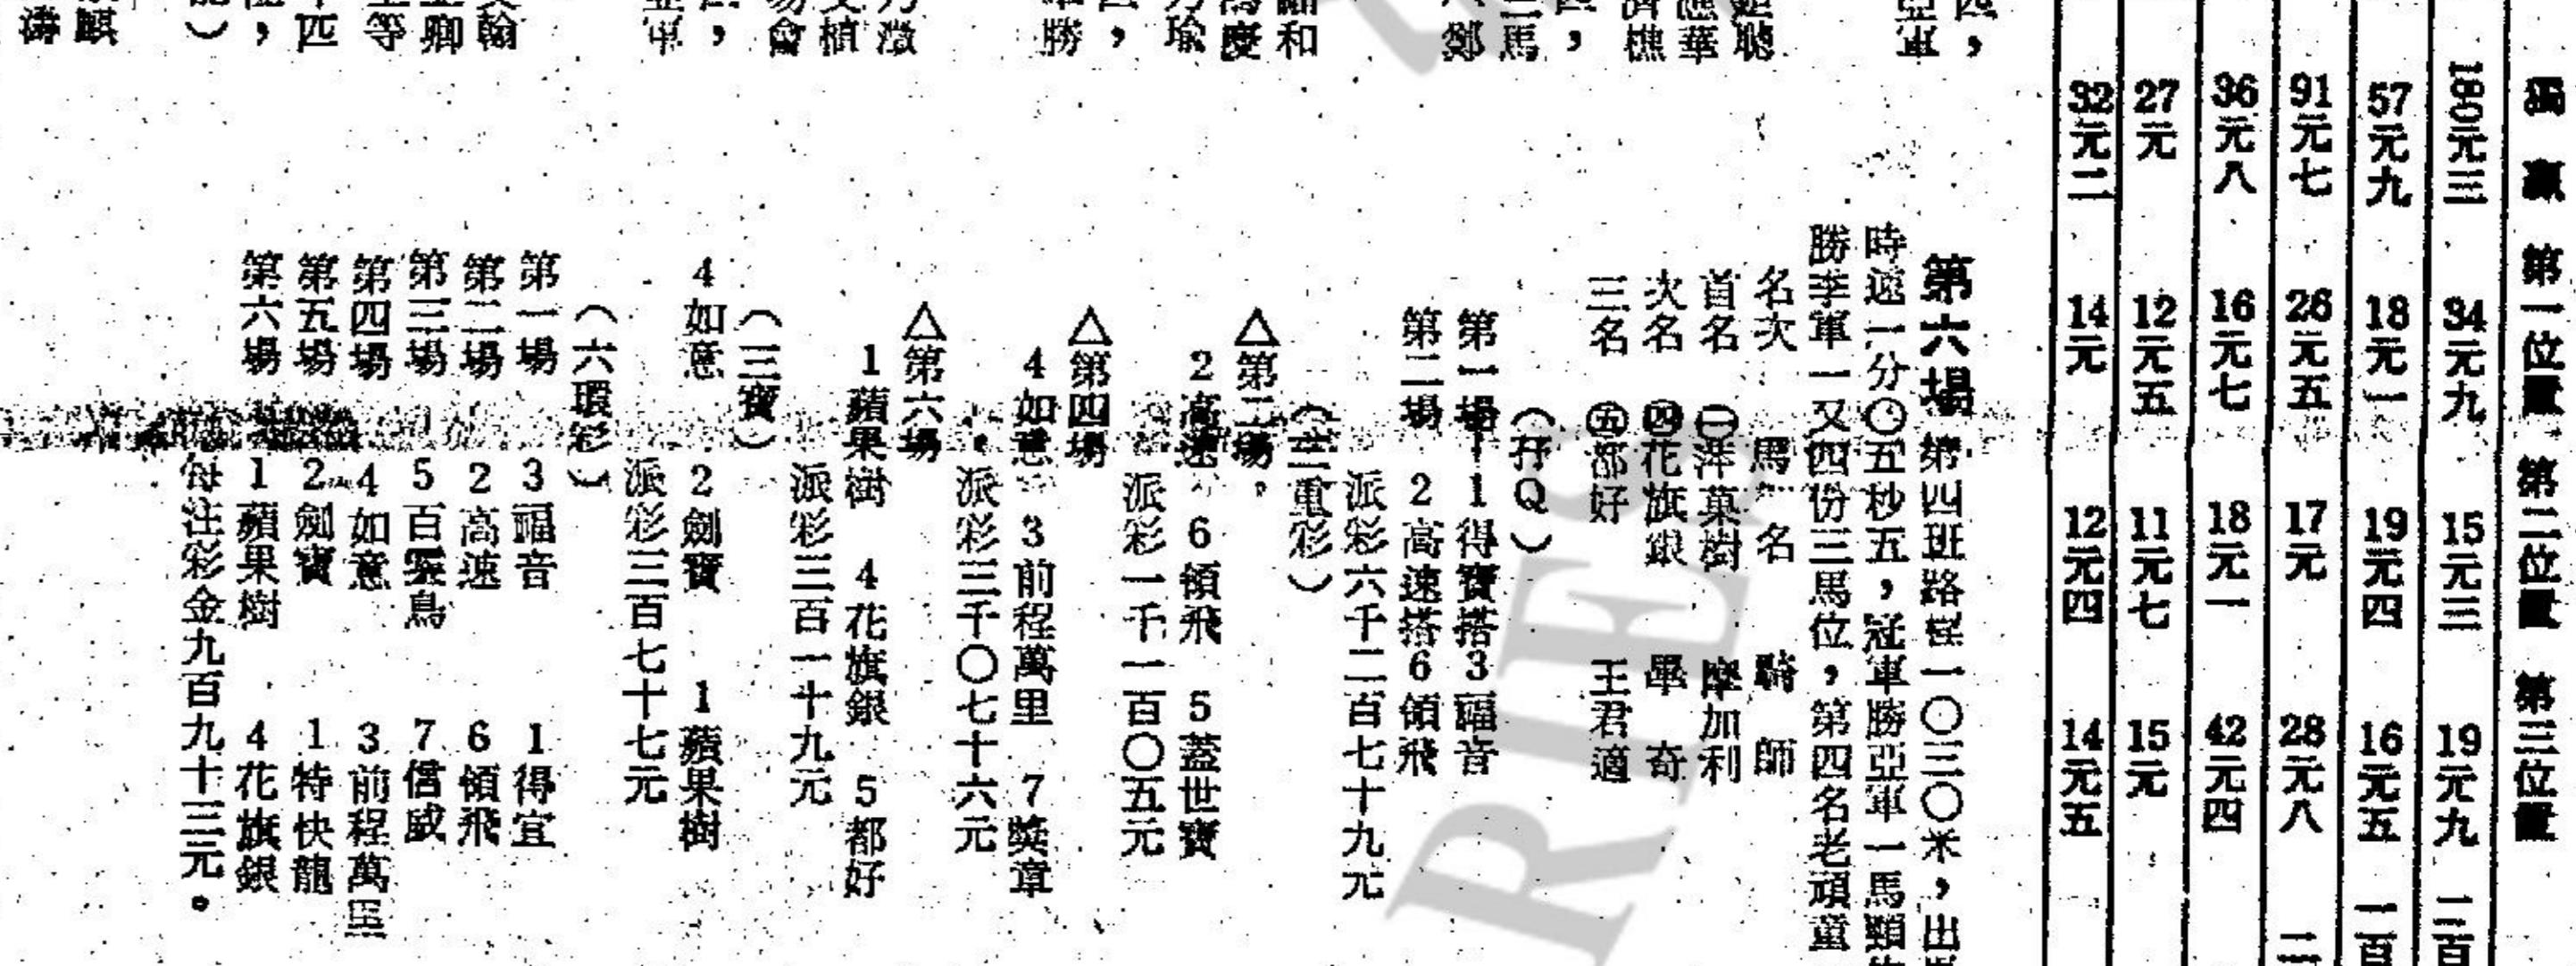 獨贏 第一位置 第二位置 第三位置
180元三 34元九 15元三 19元九 二百
57元九 18元一 19元四 16元五 一百
91元七 26元五 17元 28元八 二
36元八 16元七 18元一 42元四
27元 12元五 11元七 15元
32元二 14元 12元四 14元五
四,
亞軍
第六場 第四班路程一〇三〇米,出
時速一分〇五秒五,冠軍勝亞軍一馬頸
勝季軍一又四份三馬位,第四名老頑童
名次 馬名 騎師
首名 ㊀洋菓樹 摩加利
次名 ㊃花旗銀 畢奇
三名 ㊄都好 王君適
(孖Q)
第一場 1得寶搭3福音
第二場 2高速搭6領飛
派彩六千二百七十九元
(三重彩)
△第二場,
2高速 6領飛 5蓋世寶
派彩一千一百〇五元
△第四場
4如意 3前程萬里 7獎章
派彩三千〇七十六元
△第六場
1蘋果樹 4花旗銀 5都好
派彩三百一十九元
(三寶)
4如意 2劍寶 1蘋果樹
派彩三百七十七元
(六環彩)
第一場 3福音 1得宜
第二場 2高速 6領飛
第三場 5百靈鳥 7信威
第四場 4如意 3前程萬里
第五場 2劍寶 1特快龍
第六場 1蘋果樹 4花旗銀
每注彩金九百九十三元。
RIES